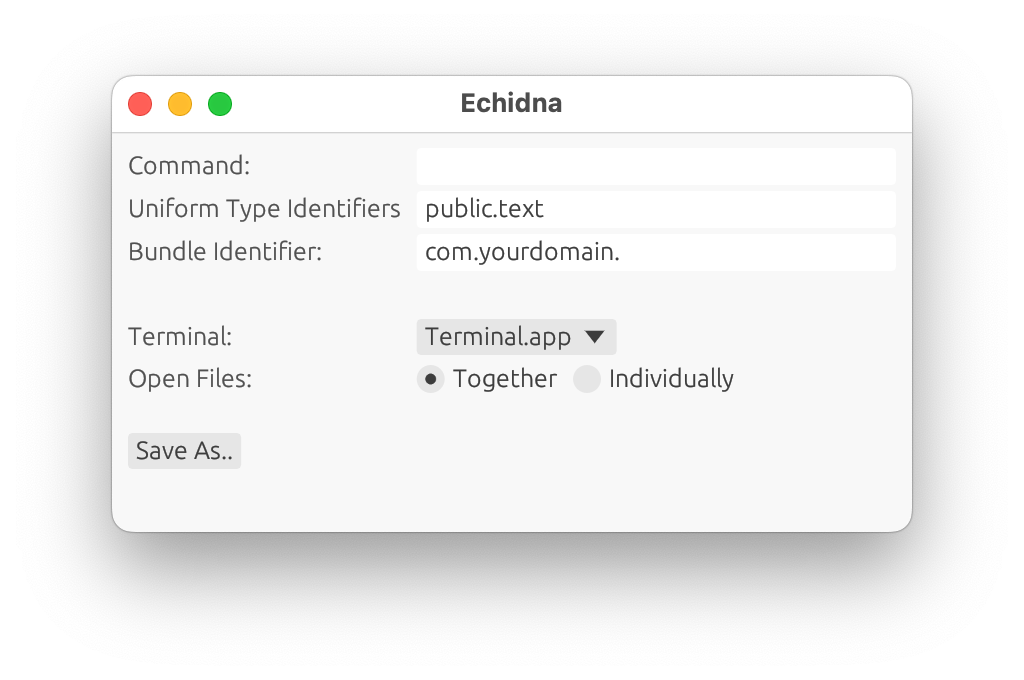 Echidna
Command:
Uniform Type Identifiers public.text
Bundle Identifier: com.yourdomain.
Terminal: Terminal.app
Open Files: Together Individually
Save As..